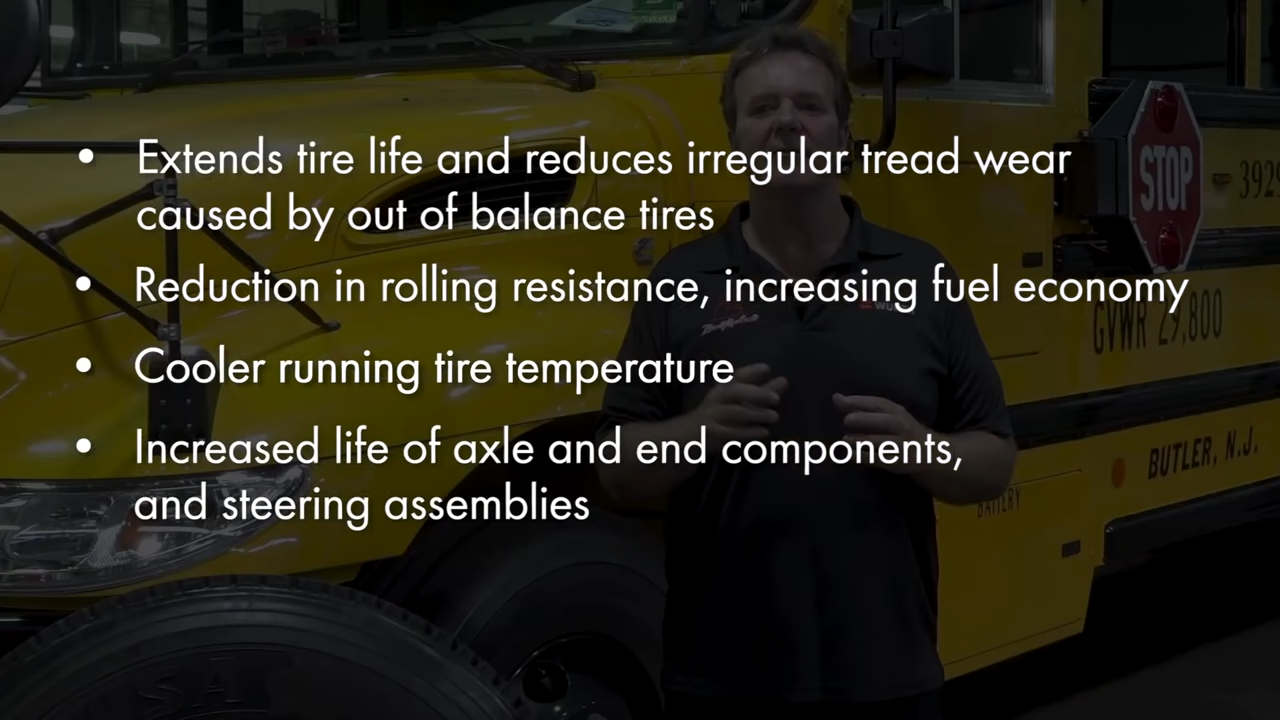 • Extends tire life and reduces irregular tread wear
caused by out of balance tires
• Reduction in rolling resistance, increasing fuel economy
• Cooler running tire temperature
• Increased life of axle and end components,
and steering assemblies
STOP
GVWR 29,800
BUTLER, N.J.
BATTERY